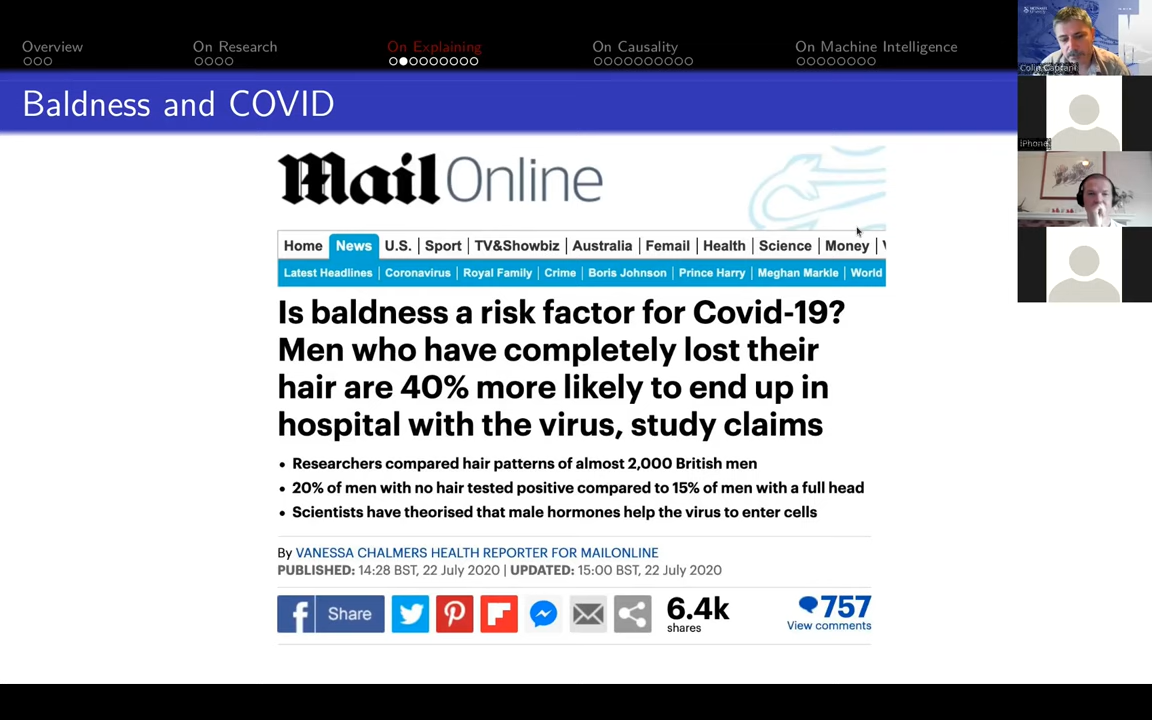 Overview
On Research
On Explaining
On Causality
On Machine Intelligence
Baldness and COVID
Mail Online
Home | News | U.S. | Sport | TV&Showbiz | Australia | Femail | Health | Science | Money |
Latest Headlines | Coronavirus | Royal Family | Crime | Boris Johnson | Prince Harry | Meghan Markle | World
Is baldness a risk factor for Covid-19?
Men who have completely lost their
hair are 40% more likely to end up in
hospital with the virus, study claims
• Researchers compared hair patterns of almost 2,000 British men
• 20% of men with no hair tested positive compared to 15% of men with a full head
• Scientists have theorised that male hormones help the virus to enter cells
By VANESSA CHALMERS HEALTH REPORTER FOR MAILONLINE
PUBLISHED: 14:28 BST, 22 July 2020 | UPDATED: 15:00 BST, 22 July 2020
Share
6.4k
shares
757
View comments
Colin Caprani
iPhone